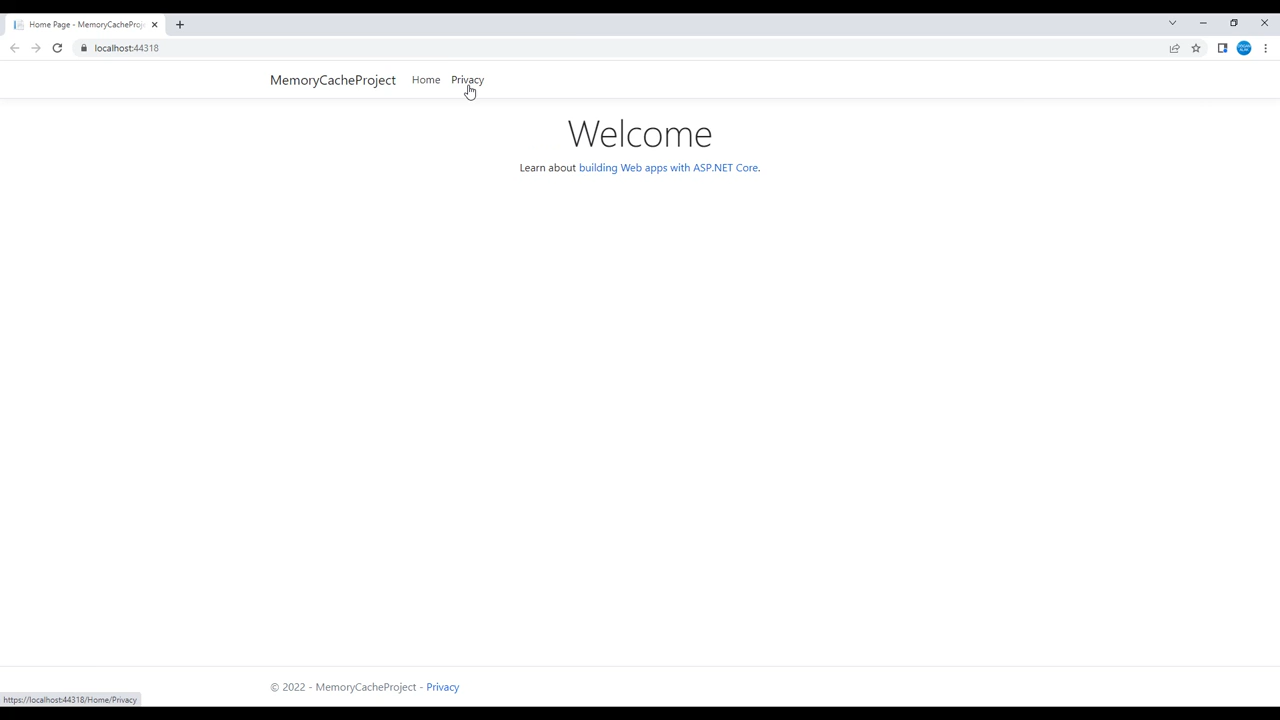 Home Page - MemoryCacheProj
localhost:44318
MemoryCacheProject Home Privacy
Welcome
Learn about building Web apps with ASP.NET Core.
© 2022 - MemoryCacheProject - Privacy
https://localhost:44318/Home/Privacy